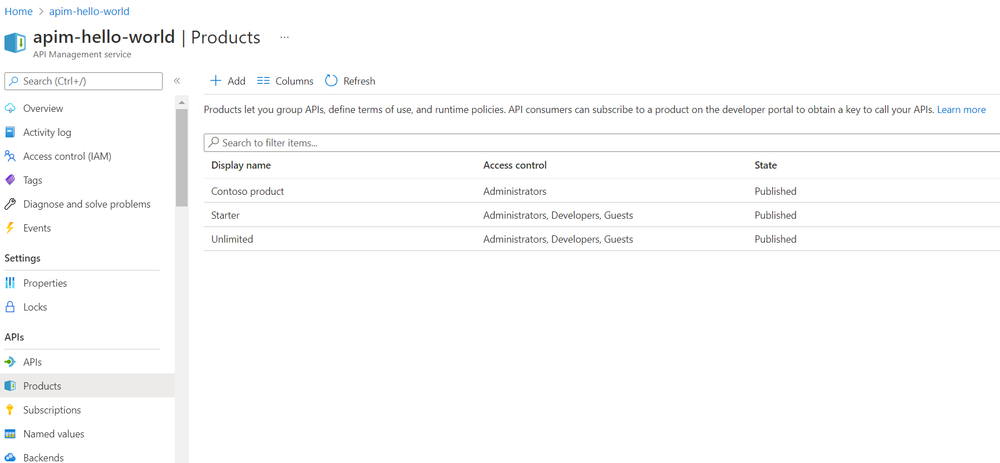 Home > apim-hello-world
apim-hello-world | Products ...
API Management service
Search (Ctrl+/)
«
Overview
Activity log
Access control (IAM)
Tags
Diagnose and solve problems
Events
Settings
Properties
Locks
APIs
APIs
Products
Subscriptions
Named values
Backends
Add Columns Refresh
Products let you group APIs, define terms of use, and runtime policies. API consumers can subscribe to a product on the developer portal to obtain a key to call your APIs. Learn more
Search to filter items...
Display name Access control State
Contoso product Administrators Published
Starter Administrators, Developers, Guests Published
Unlimited Administrators, Developers, Guests Published